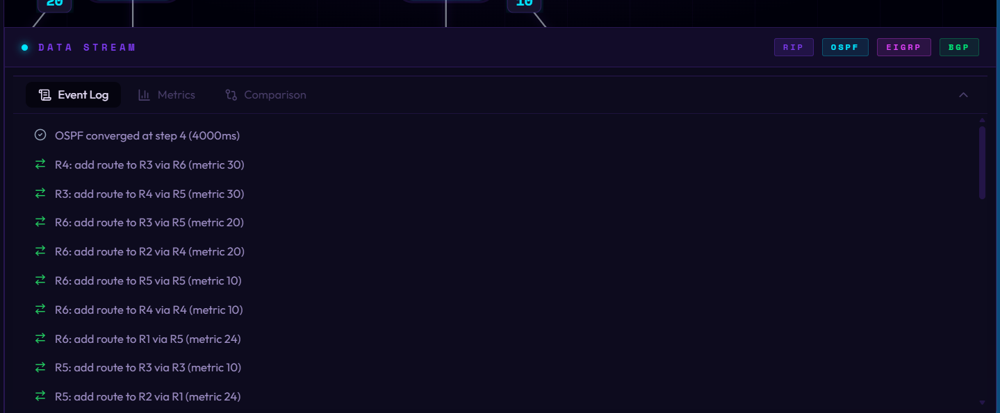 20
10
DATA STREAM
RIP
OSPF
EIGRP
BGP
Event Log
Metrics
Comparison
OSPF converged at step 4 (4000ms)
R4: add route to R3 via R6 (metric 30)
R3: add route to R4 via R5 (metric 30)
R6: add route to R3 via R5 (metric 20)
R6: add route to R2 via R4 (metric 20)
R6: add route to R5 via R5 (metric 10)
R6: add route to R4 via R4 (metric 10)
R6: add route to R1 via R5 (metric 24)
R5: add route to R3 via R3 (metric 10)
R5: add route to R2 via R1 (metric 24)